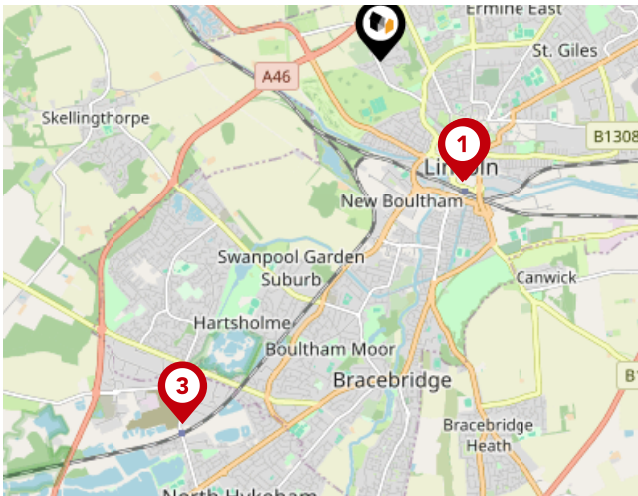 Ermine East
St. Giles
A46
Skellingthorpe
B1308
1
Lincoln
New Boultham
Swanpool Garden
Suburb
Canwick
Hartsholme
Boultham Moor
B1
3
Bracebridge
Bracebridge
Heath
North Hykeham